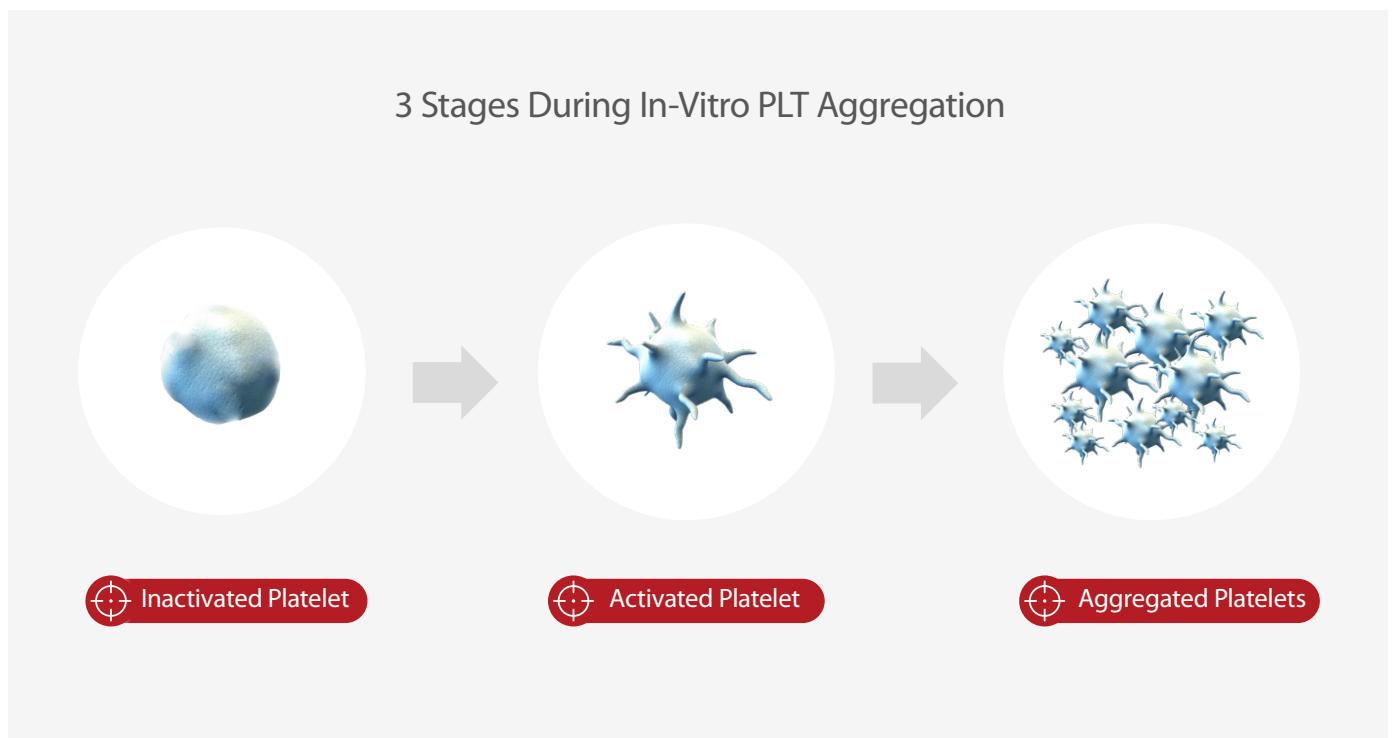 3 Stages During In-Vitro PLT Aggregation
Inactivated Platelet
Activated Platelet
Aggregated Platelets